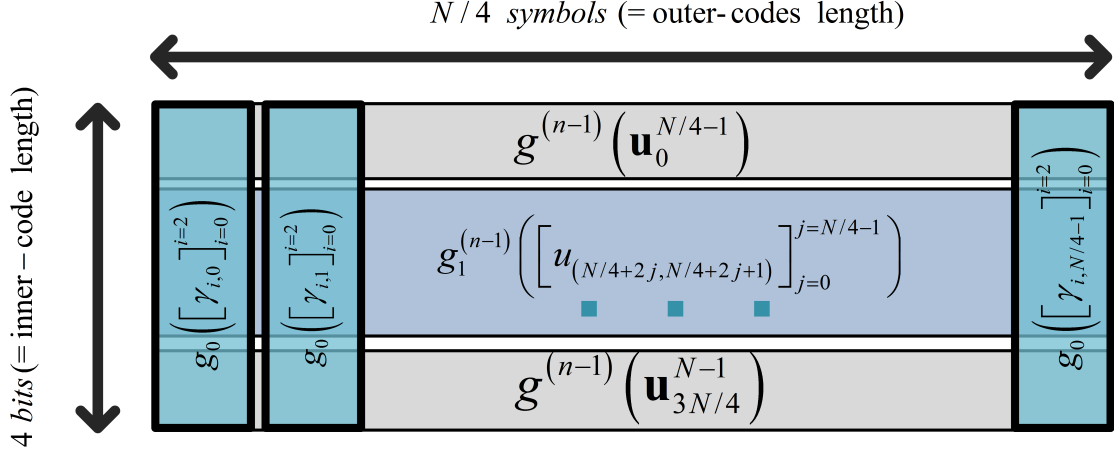 N / 4 symbols (= outer-codes length)
4 bits (= inner−code length)
g^{(n−1)}(𝐮_0^{N/4−1})
g_1^{(n−1)}([u_{(N/4+2j,N/4+2j+1)}]_{j=0}^{j=N/4−1})
g^{(n−1)}(𝐮_{3N/4}^{N−1})
g_0([γ_{i,0}]_{i=0}^{i=2})
g_0([γ_{i,1}]_{i=0}^{i=2})
g_0([γ_{i,N/4−1}]_{i=0}^{i=2})